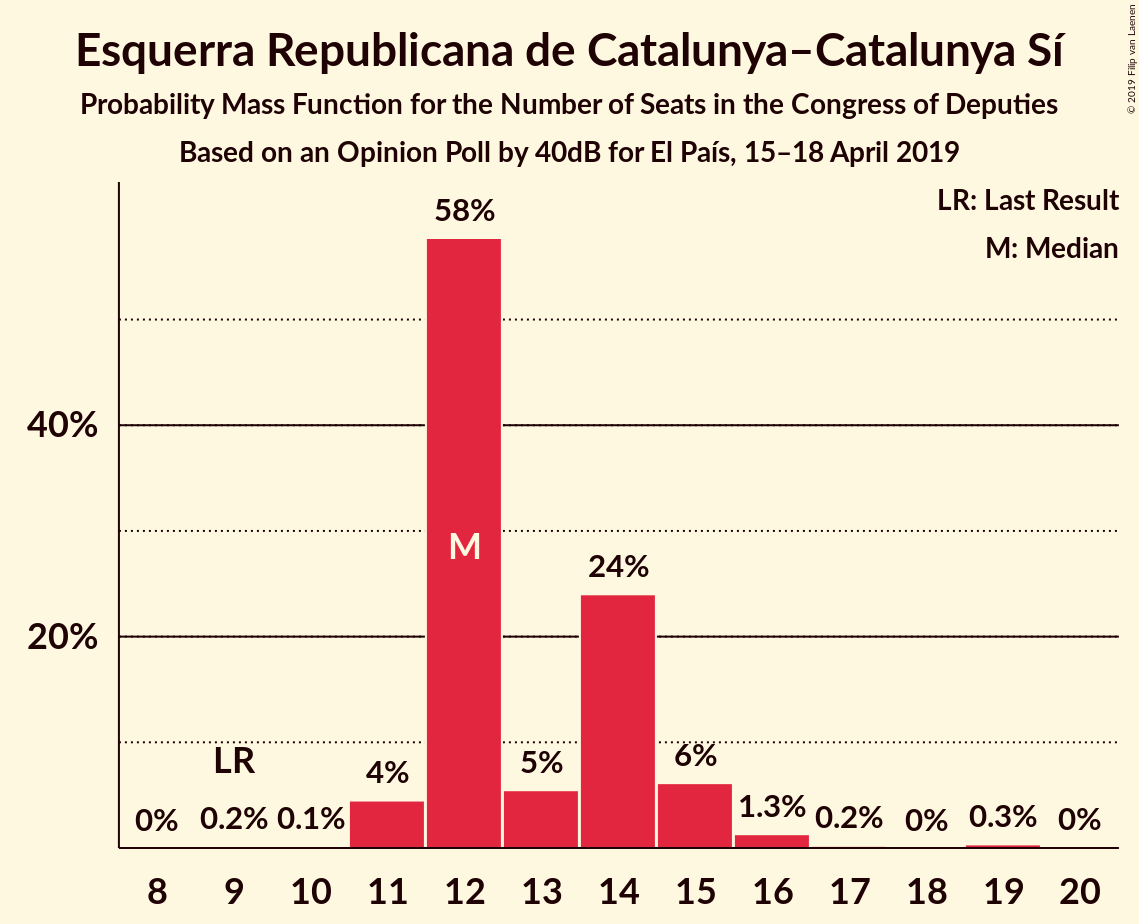 Esquerra Republicana de Catalunya–Catalunya Sí
Probability Mass Function for the Number of Seats in the Congress of Deputies
Based on an Opinion Poll by 40dB for El País, 15–18 April 2019
© 2019 Filip van Laenen
LR: Last Result
M: Median
58%
40%
M
24%
20%
LR
0%
0.2%
0.1%
4%
5%
6%
1.3%
0.2%
0%
0.3%
0%
8 9 10 11 12 13 14 15 16 17 18 19 20